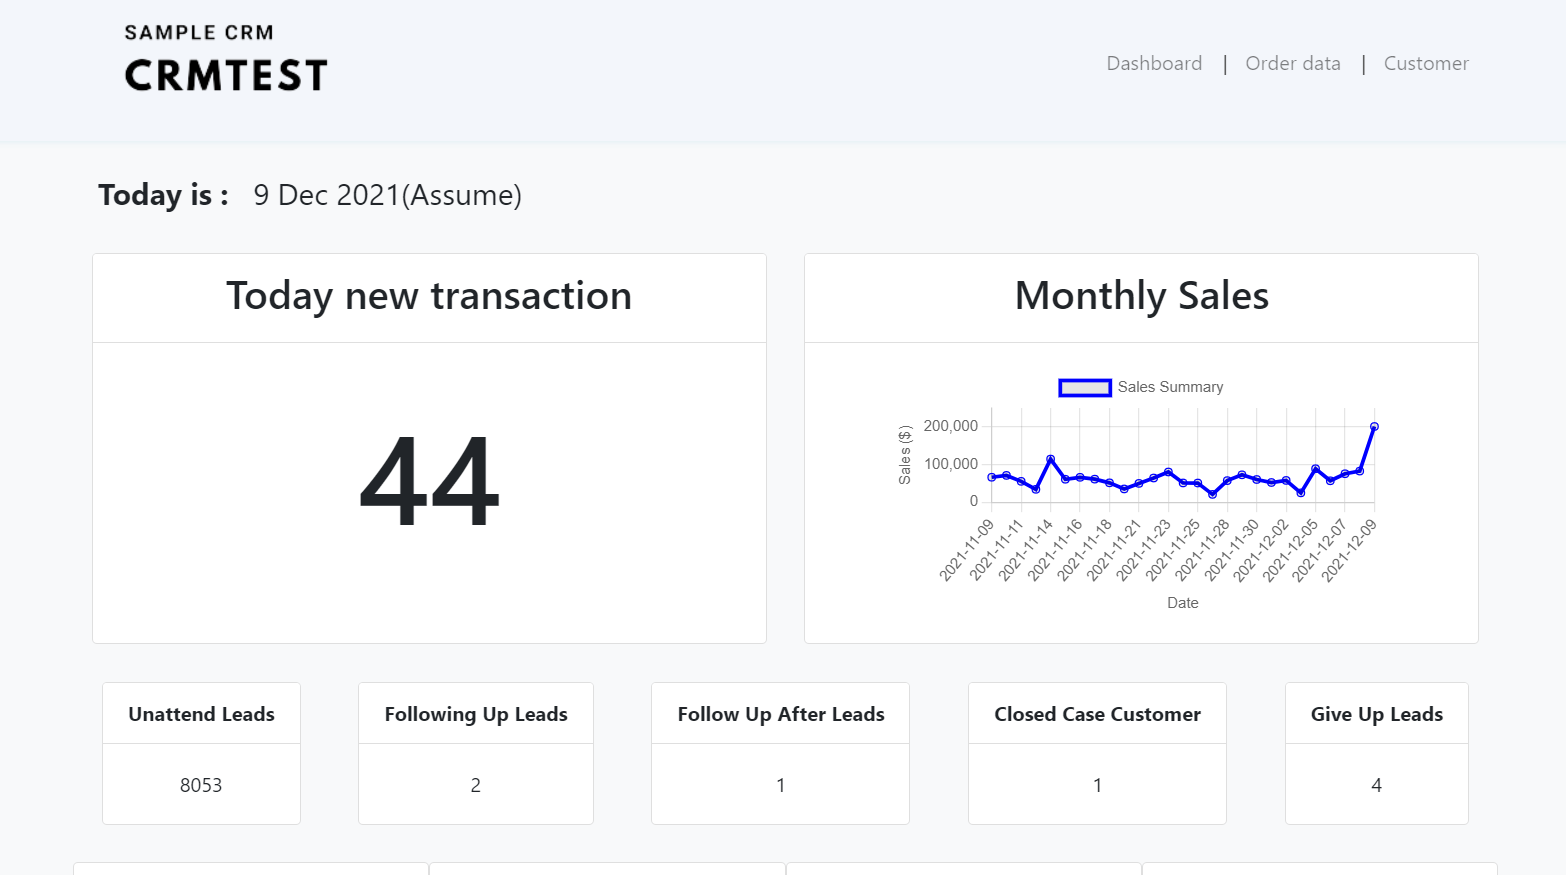 SAMPLE CRM
CRMTEST
Dashboard | Order data | Customer
Today is : 9 Dec 2021(Assume)
Today new transaction
44
Monthly Sales
Sales Summary
Sales ($)
200,000
100,000
0
2021-11-09
2021-11-11
2021-11-14
2021-11-16
2021-11-18
2021-11-21
2021-11-23
2021-11-25
2021-11-28
2021-11-30
2021-12-02
2021-12-05
2021-12-07
2021-12-09
Date
Unattend Leads
8053
Following Up Leads
2
Follow Up After Leads
1
Closed Case Customer
1
Give Up Leads
4